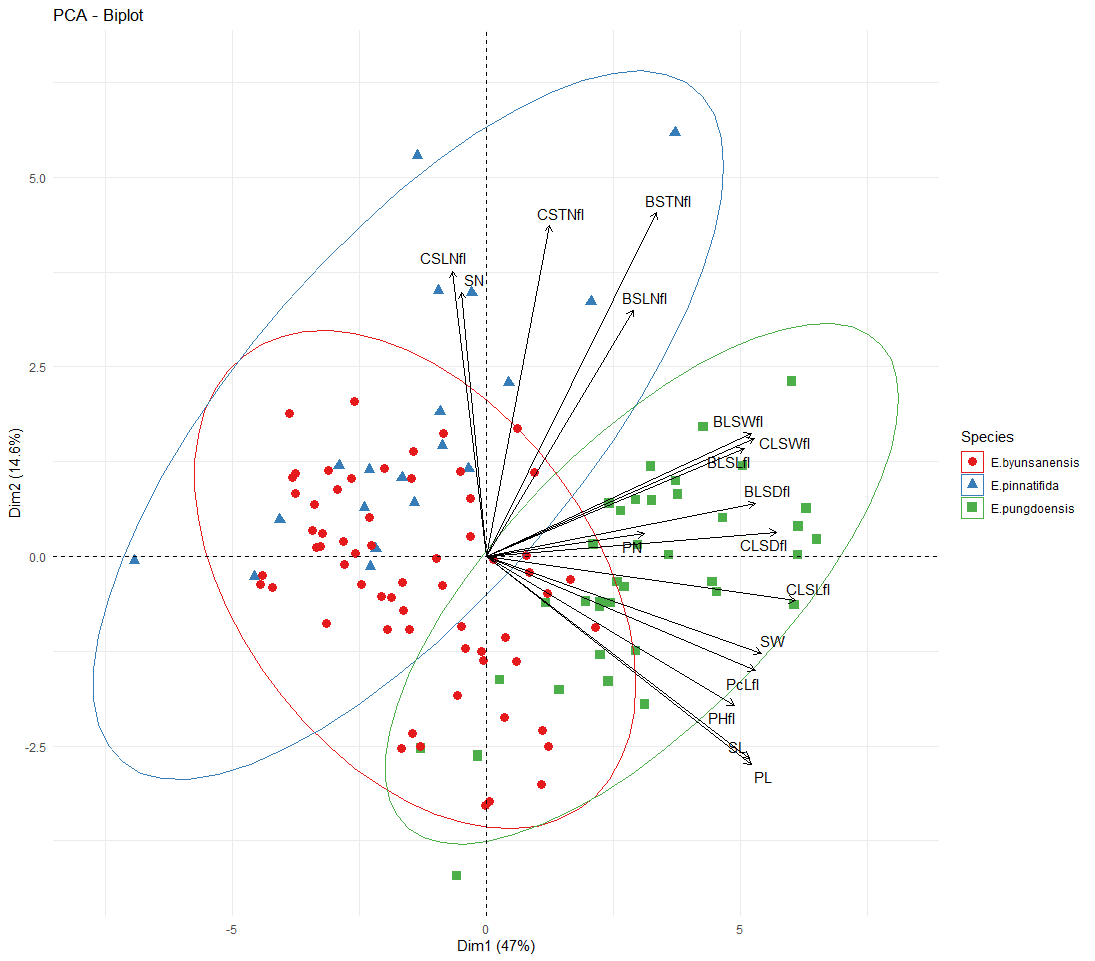 PCA - Biplot
BSTNfl
CSTNfl
CSLNfl
SN
BSLNfl
BLSWfl
CLSWfl
BLSLfl
BLSDfl
PN
CLSDfl
CLSLfl
SW
PcLfl
PHfl
SL
PL
5.0
2.5
0.0
-2.5
Dim2 (14.6%)
-5
0
5
Dim1 (47%)
Species
E.byunsanensis
E.pinnatifida
E.pungdoensis